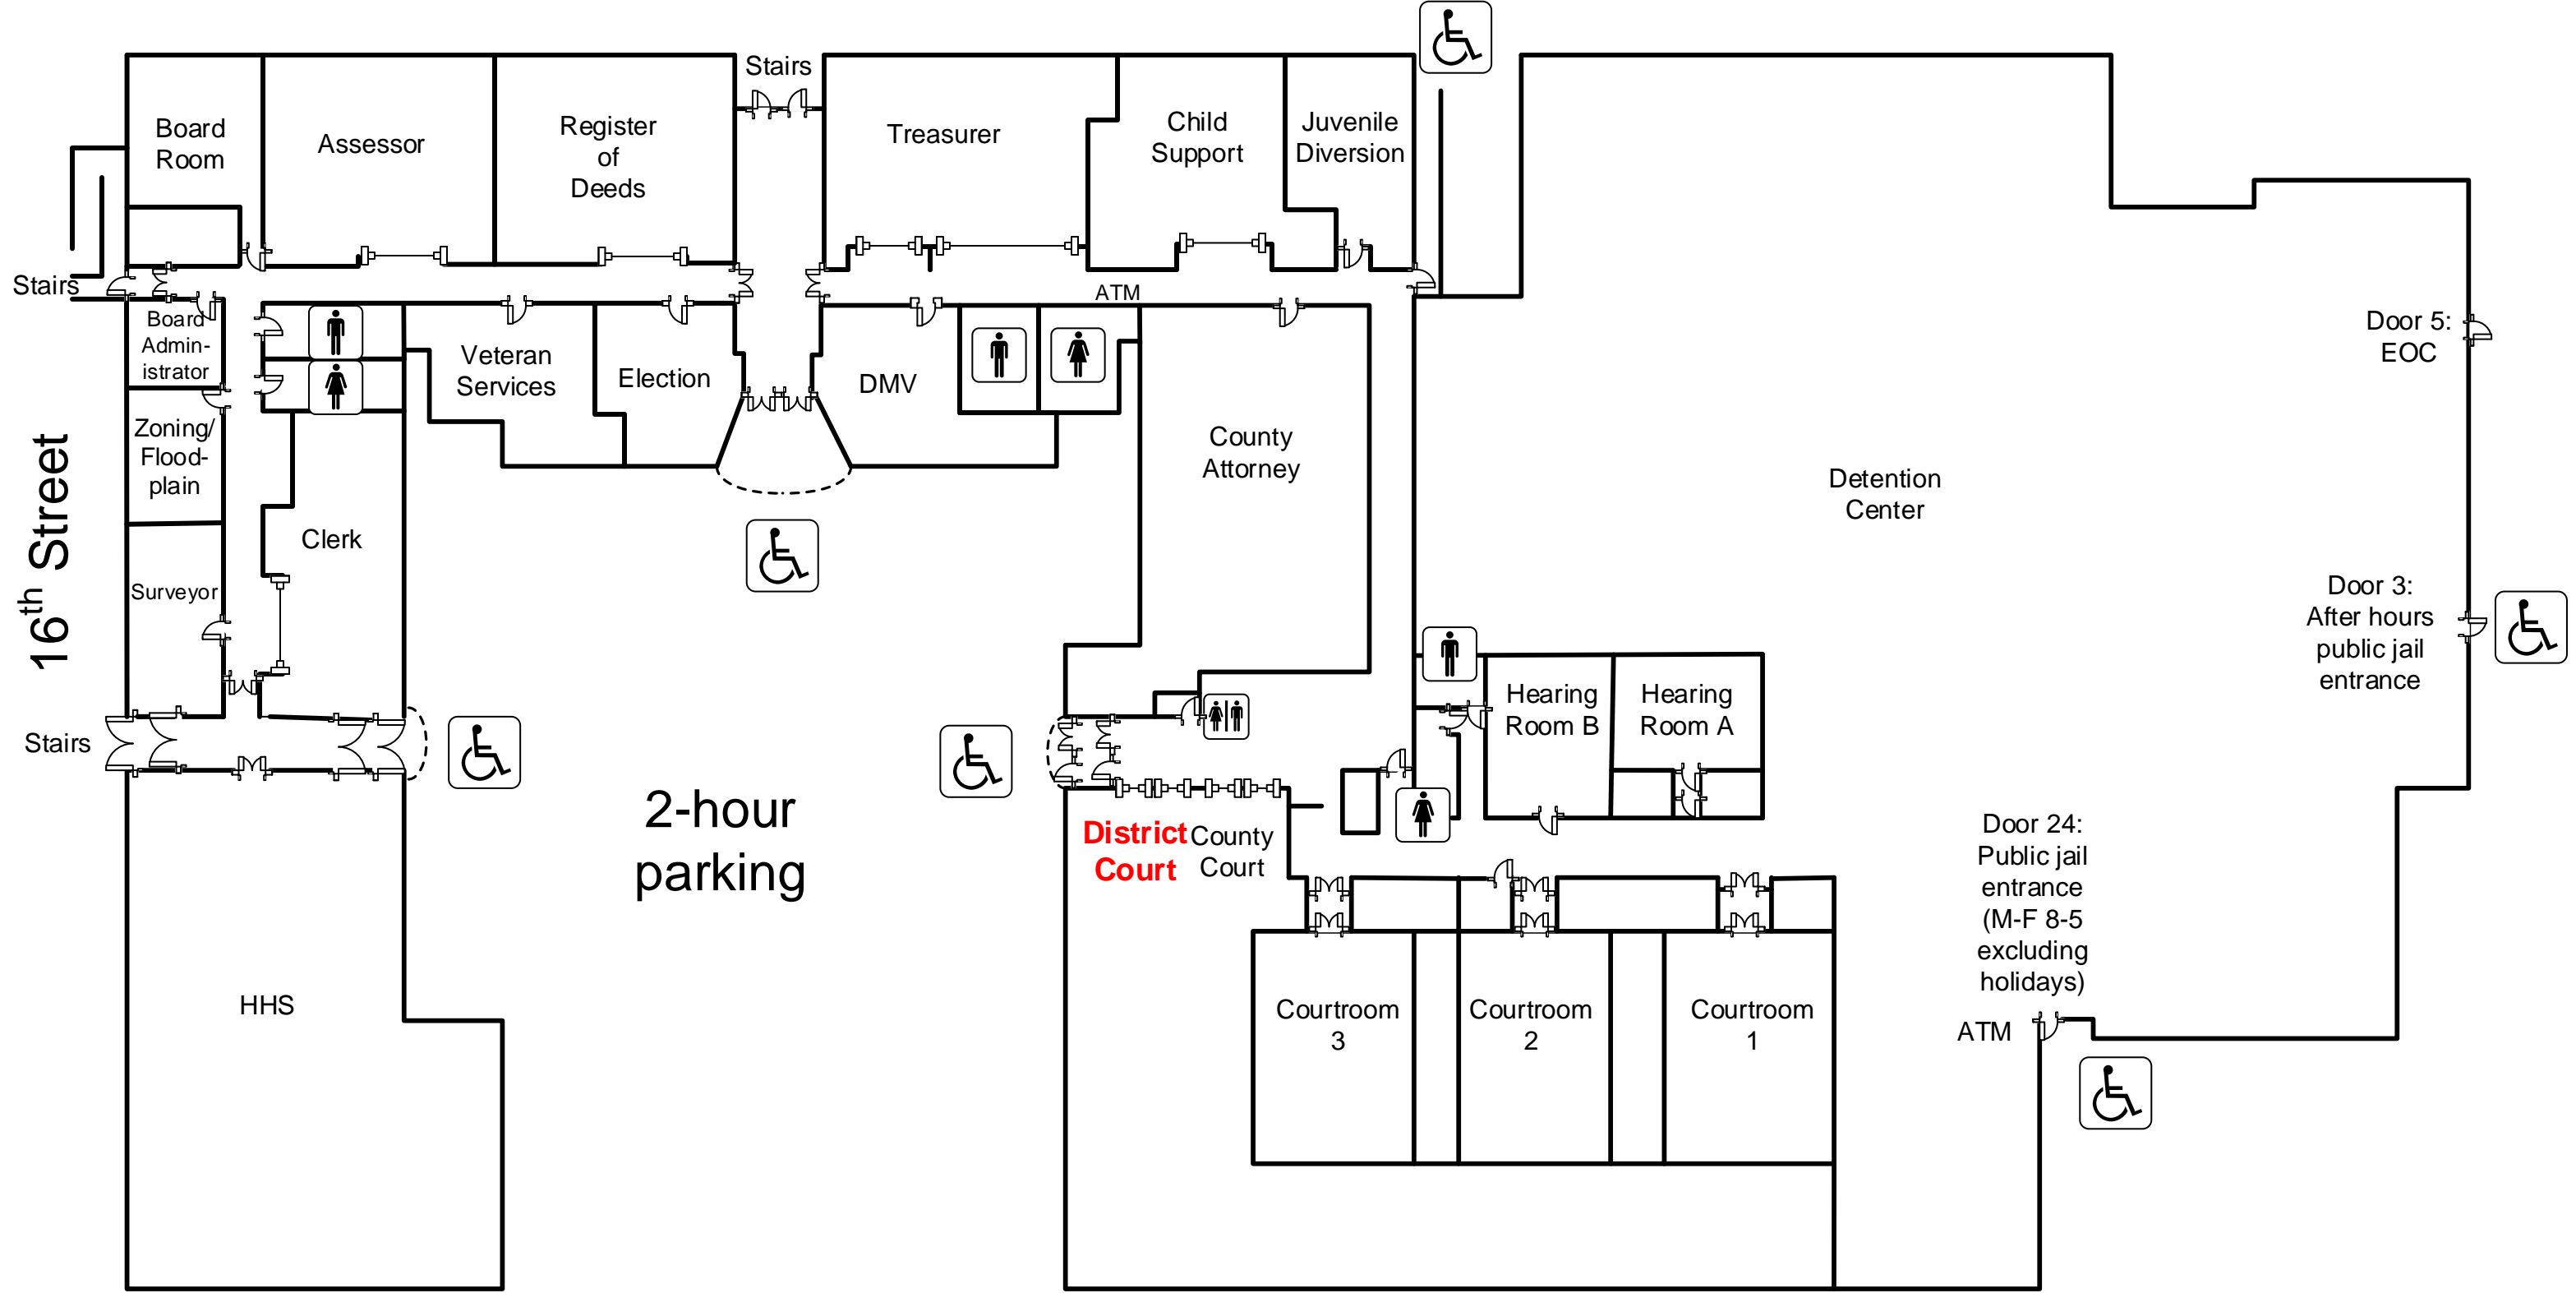 Stairs
Board
Room
Assessor
Register
of
Deeds
Treasurer
Child
Support
Juvenile
Diversion
Stairs
ATM
Board
Admin-
istrator
Veteran
Services
Election
DMV
Door 5:
EOC
Zoning/
Flood-
plain
County
Attorney
Detention
Center
16th Street
Clerk
Surveyor
Door 3:
After hours
public jail
entrance
Hearing
Room B
Hearing
Room A
Stairs
2-hour
parking
District
Court
County
Court
Door 24:
Public jail
entrance
(M-F 8-5
excluding
holidays)
HHS
Courtroom
3
Courtroom
2
Courtroom
1
ATM